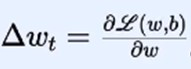 Δw_t = ∂ℒ(w,b)/∂w